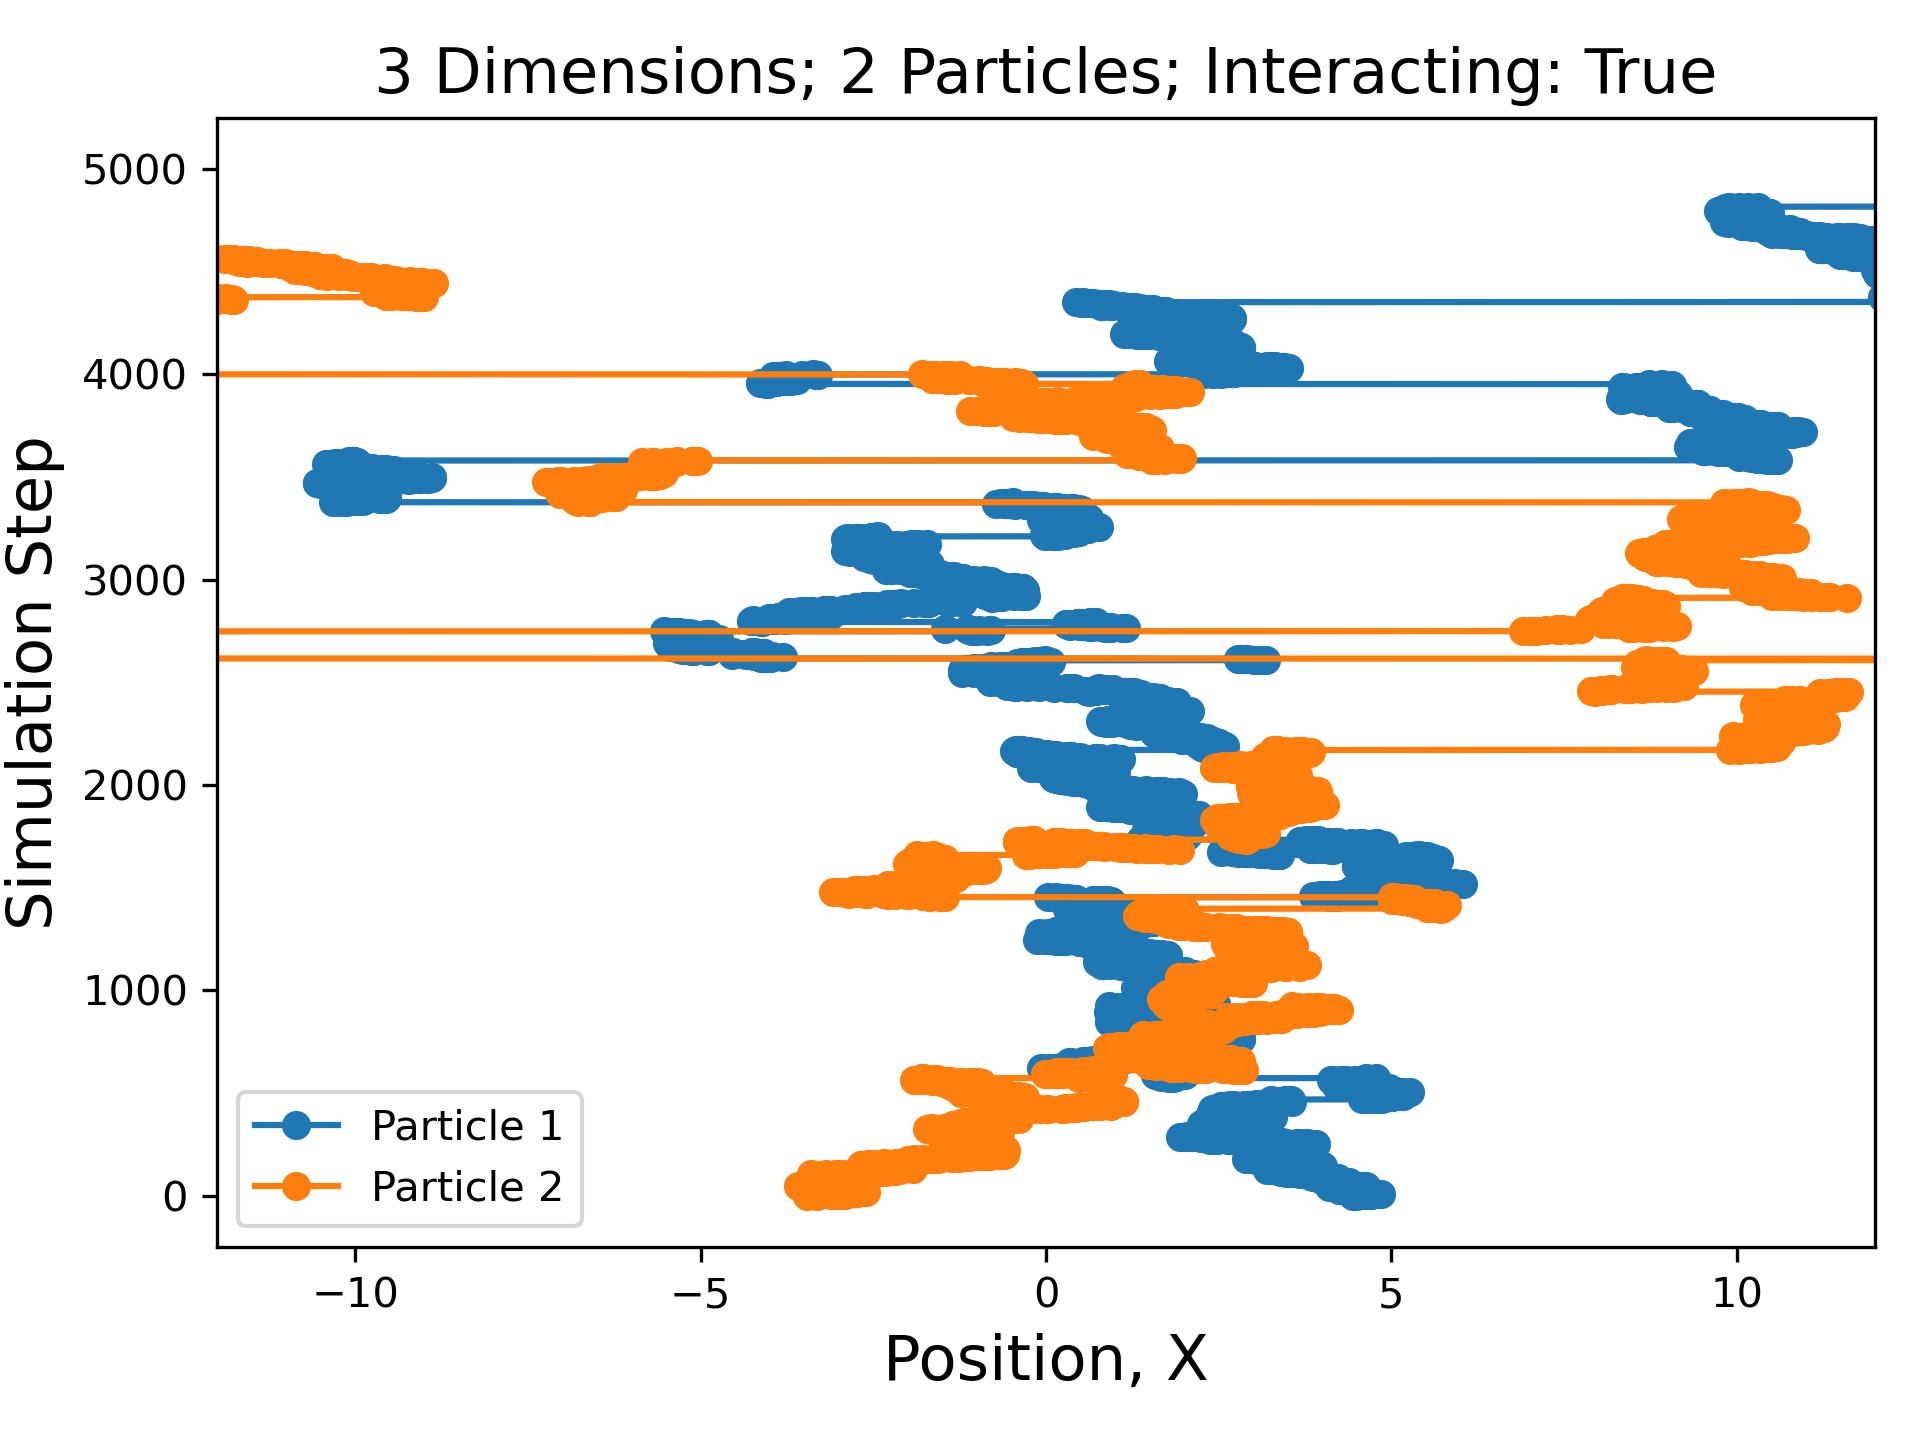 3 Dimensions; 2 Particles; Interacting: True
Simulation Step
5000
4000
3000
2000
1000
0
Particle 1
Particle 2
−10
−5
0
5
10
Position, X